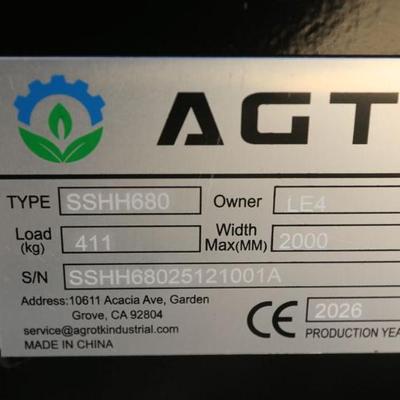 AGT
TYPE SSHH680 Owner LE4
Load (kg) 411 Width Max(MM) 2000
S/N SSHH68025121001A
Address:10611 Acacia Ave, Garden
Grove, CA 92804
service@agrotkindustrial.com
MADE IN CHINA
CE 2026
PRODUCTION YEA